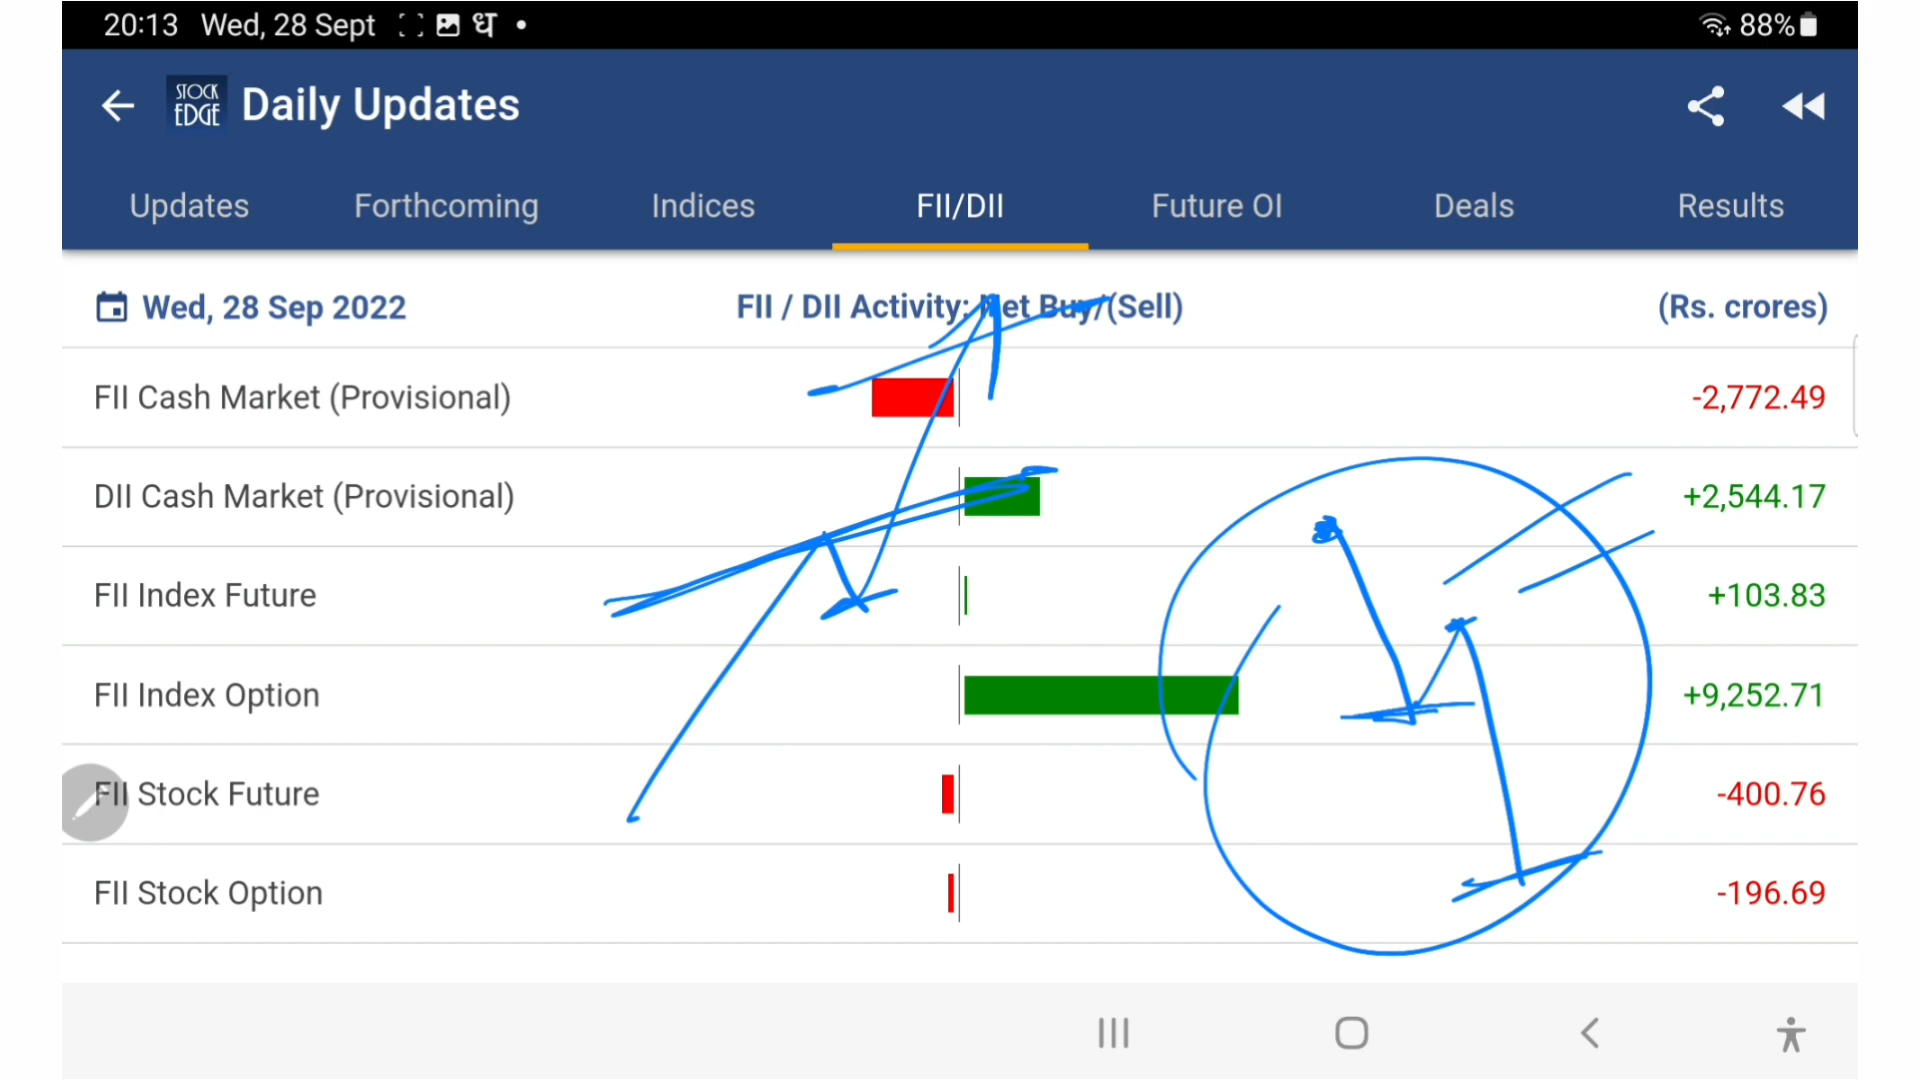 20:13 Wed, 28 Sept ध 88%
STOCK
EDGE
Daily Updates
Updates Forthcoming Indices FII/DII Future OI Deals Results
Wed, 28 Sep 2022 FII / DII Activity: Net Buy/(Sell) (Rs. crores)
FII Cash Market (Provisional) -2,772.49
DII Cash Market (Provisional) +2,544.17
FII Index Future +103.83
FII Index Option +9,252.71
FII Stock Future -400.76
FII Stock Option -196.69